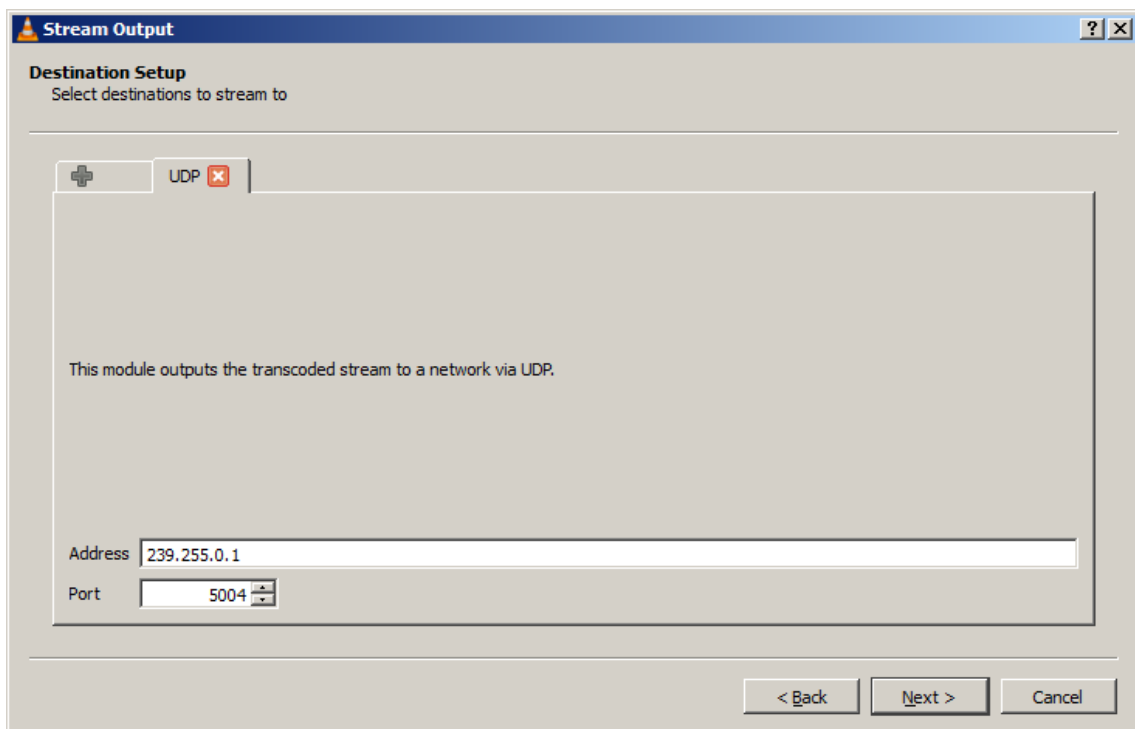 Stream Output
Destination Setup
Select destinations to stream to
UDP
This module outputs the transcoded stream to a network via UDP.
Address 239.255.0.1
Port 5004
< Back Next > Cancel